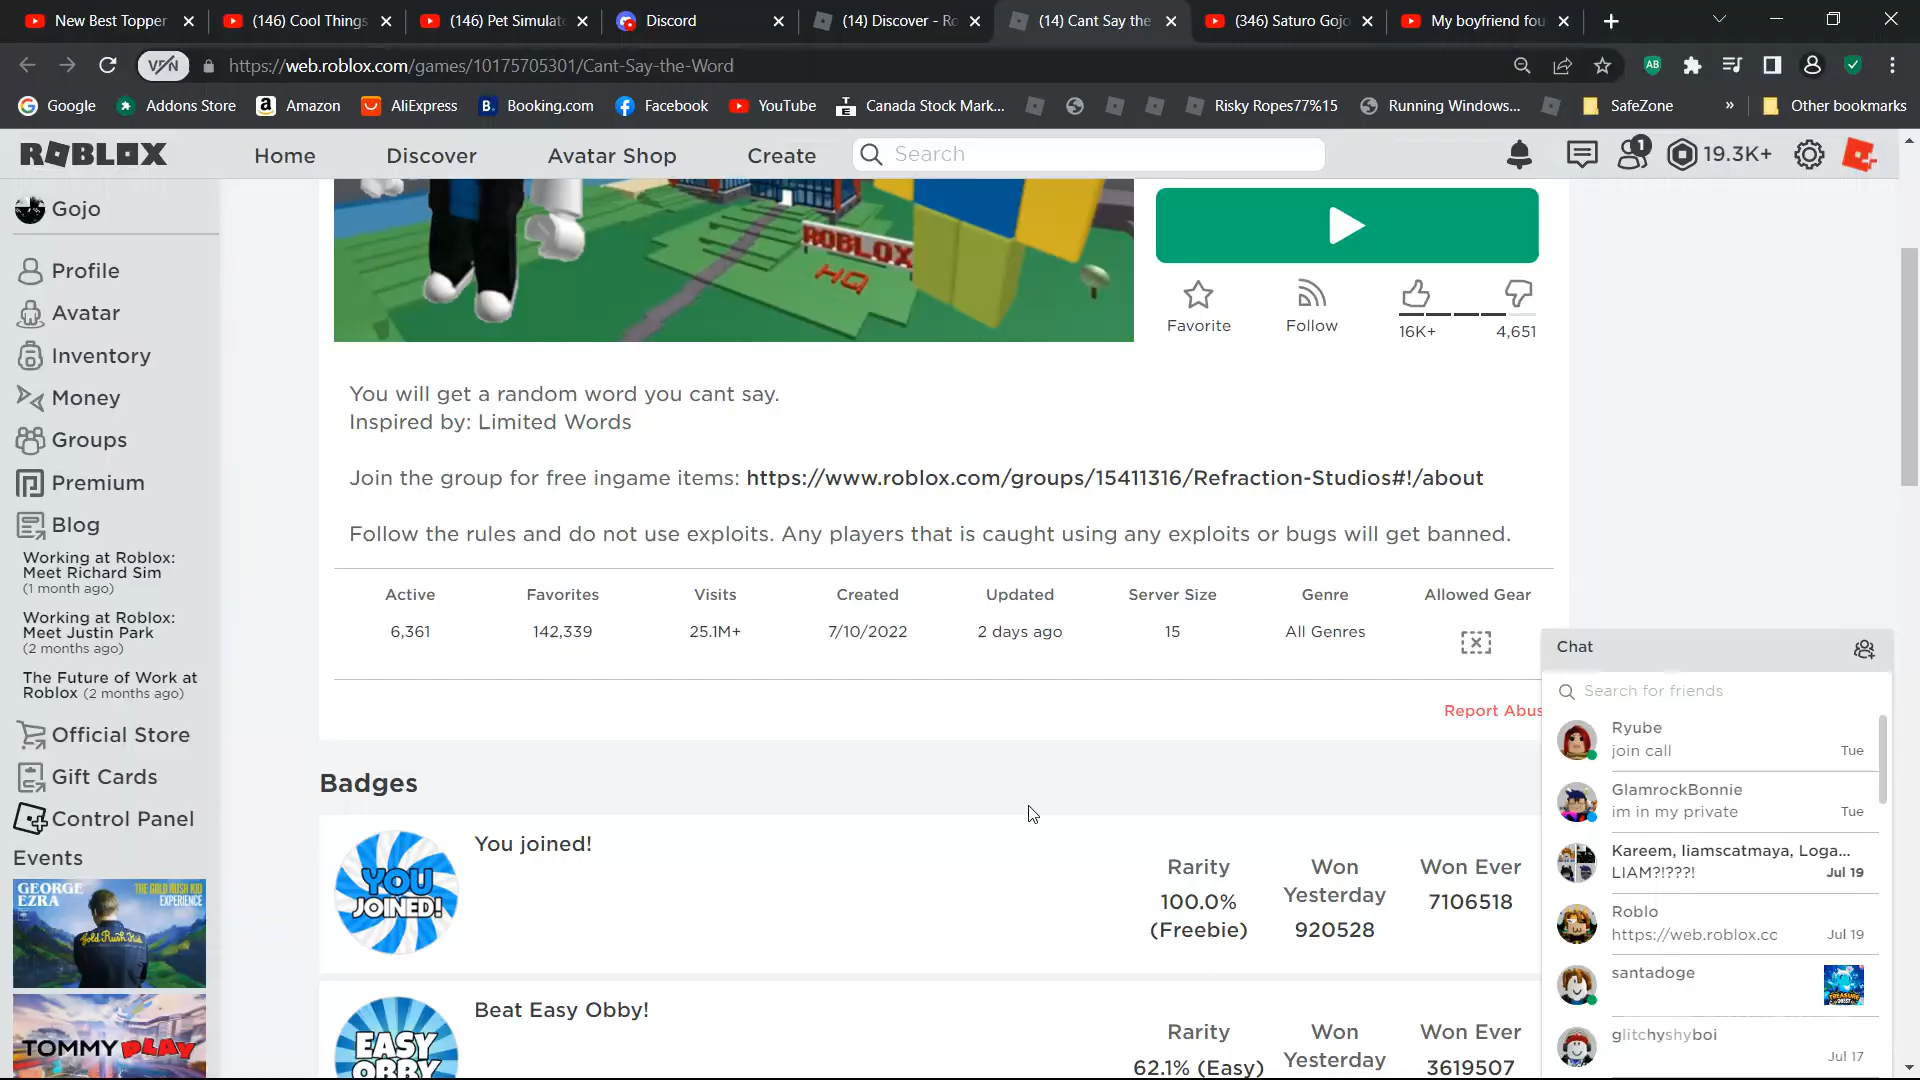 New Best Topper
(146) Cool Things
(146) Pet Simulat
Discord
(14) Discover - Ro
(14) Cant Say the
(346) Saturo Gojo
My boyfriend fou
VPN
https://web.roblox.com/games/10175705301/Cant-Say-the-Word
Google
Addons Store
Amazon
AliExpress
Booking.com
Facebook
YouTube
Canada Stock Mark...
Risky Ropes77%15
Running Windows...
SafeZone
»
Other bookmarks
ROBLOX
Home
Discover
Avatar Shop
Create
Search
1
19.3K+
Gojo
Profile
Avatar
Inventory
Money
Groups
Premium
Blog
Working at Roblox:
Meet Richard Sim
(1 month ago)
Working at Roblox:
Meet Justin Park
(2 months ago)
The Future of Work at
Roblox (2 months ago)
Official Store
Gift Cards
Control Panel
Events
GEORGE
EZRA
THE GOLD RUSH KID
EXPERIENCE
Gold Rush Kid
TOMMY PLAY
ROBLOX
HQ
Favorite
Follow
16K+
4,651
You will get a random word you cant say.
Inspired by: Limited Words
Join the group for free ingame items: https://www.roblox.com/groups/15411316/Refraction-Studios#!/about
Follow the rules and do not use exploits. Any players that is caught using any exploits or bugs will get banned.
Active Favorites Visits Created Updated Server Size Genre Allowed Gear
6,361 142,339 25.1M+ 7/10/2022 2 days ago 15 All Genres
Report Abus
Badges
YOU
JOINED!
You joined!
Rarity
100.0%
(Freebie)
Won
Yesterday
920528
Won Ever
7106518
EASY
OBBY
Beat Easy Obby!
Rarity
62.1% (Easy)
Won
Yesterday
Won Ever
3619507
Chat
Search for friends
Ryube
join call Tue
GlamrockBonnie
im in my private Tue
Kareem, liamscatmaya, Loga...
LIAM?!???! Jul 19
Roblo
https://web.roblox.cc Jul 19
santadoge
TREASURE
QUEST
glitchyshyboi
Jul 17